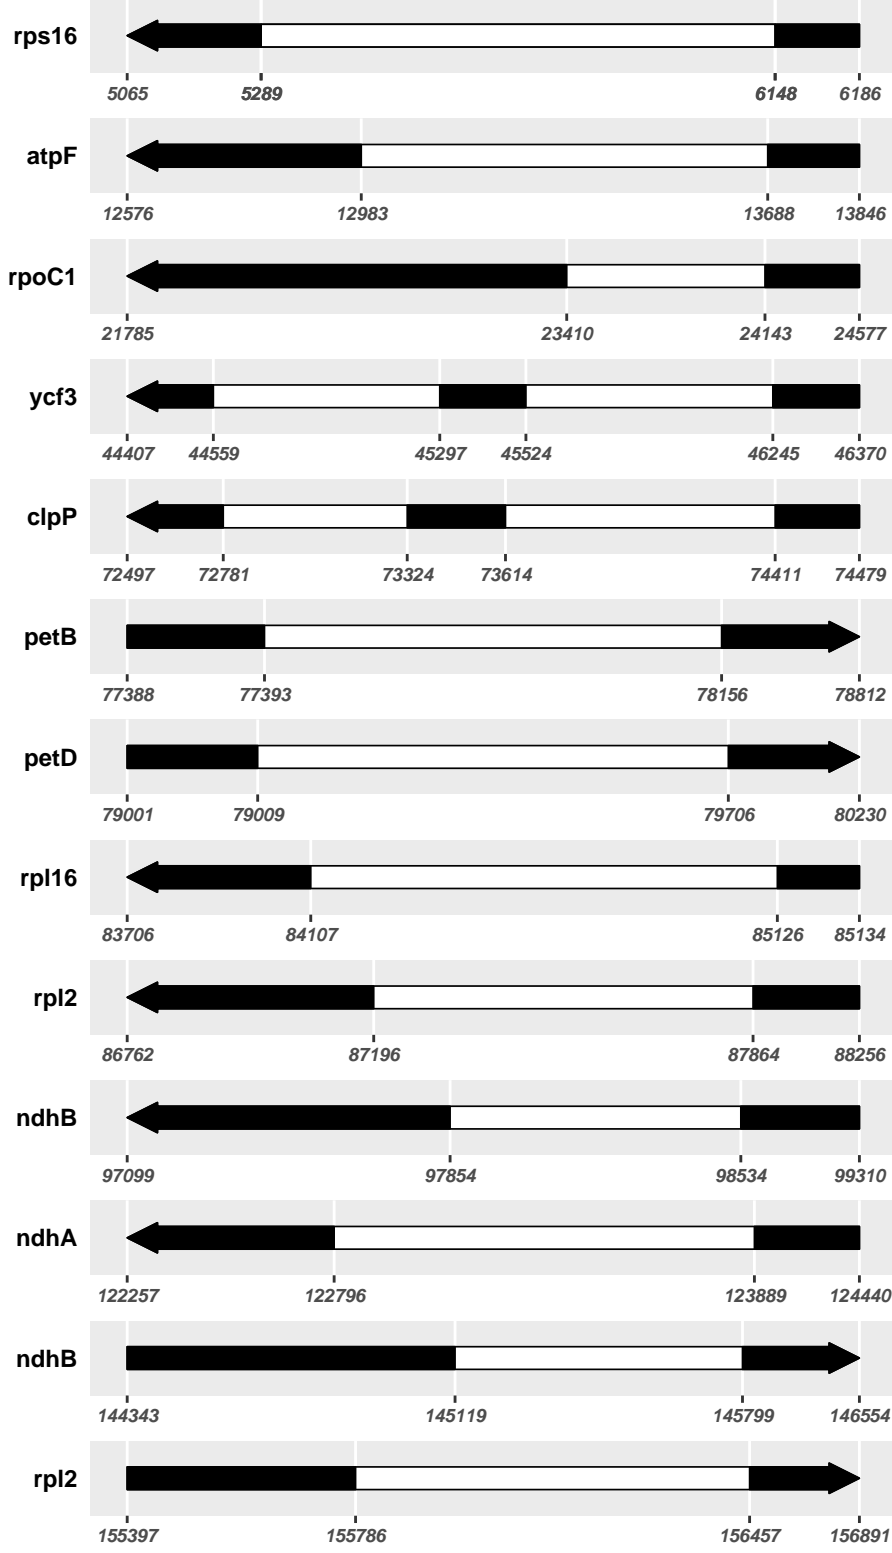 rps16
5065 5289 6148 6186
atpF
12576 12983 13688 13846
rpoC1
21785 23410 24143 24577
ycf3
44407 44559 45297 45524 46245 46370
clpP
72497 72781 73324 73614 74411 74479
petB
77388 77393 78156 78812
petD
79001 79009 79706 80230
rpl16
83706 84107 85126 85134
rpl2
86762 87196 87864 88256
ndhB
97099 97854 98534 99310
ndhA
122257 122796 123889 124440
ndhB
144343 145119 145799 146554
rpl2
155397 155786 156457 156891